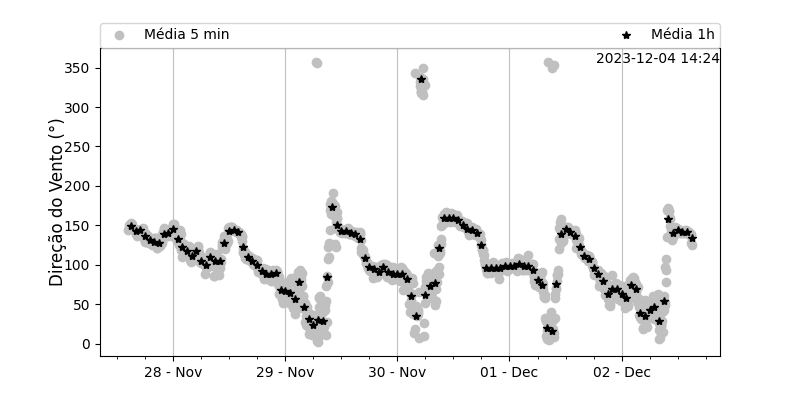 Média 5 min
Média 1h
2023-12-04 14:24
Direção do Vento (°)
350
300
250
200
150
100
50
0
28 - Nov
29 - Nov
30 - Nov
01 - Dec
02 - Dec